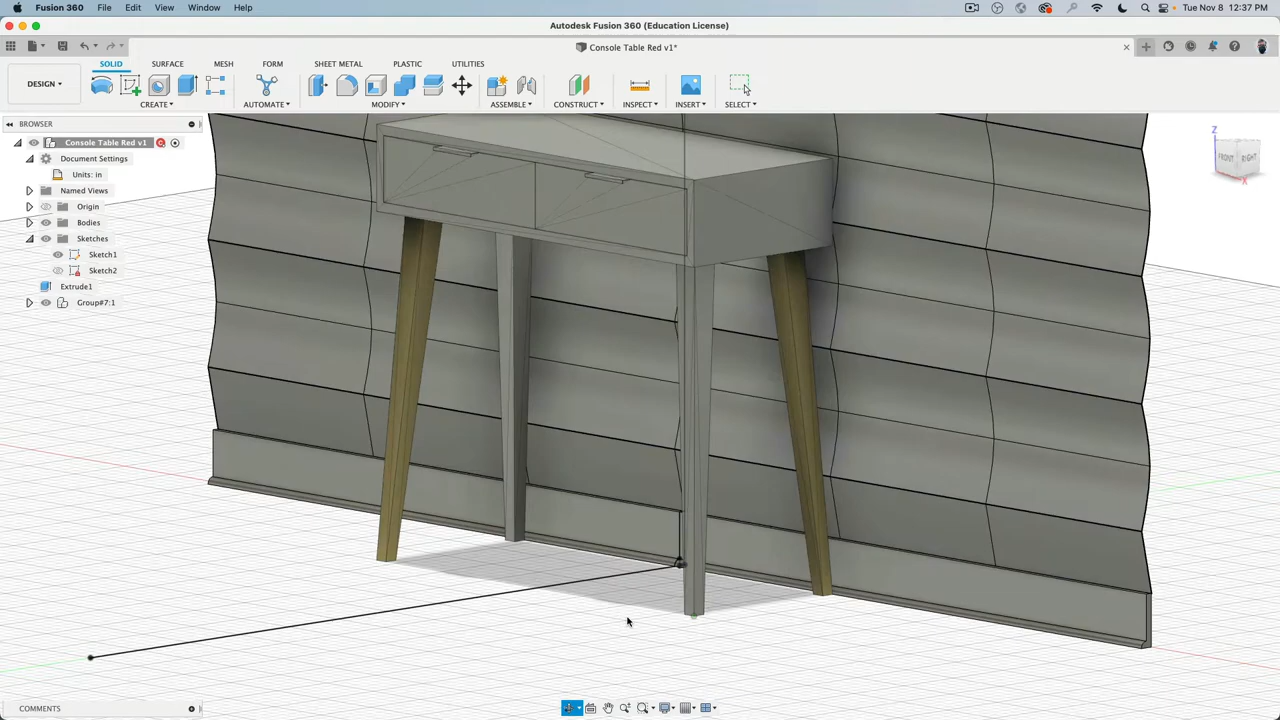 Fusion 360 File Edit View Window Help Tue Nov 8 12:37 PM
Autodesk Fusion 360 (Education License)
Console Table Red v1*
SOLID SURFACE MESH FORM SHEET METAL PLASTIC UTILITIES
DESIGN
CREATE AUTOMATE MODIFY ASSEMBLE CONSTRUCT INSPECT INSERT SELECT
BROWSER
Console Table Red v1
Document Settings
Units: in
Named Views
Origin
Bodies
Sketches
Sketch1
Sketch2
Extrude1
Group#7:1
Z
FRONT RIGHT
X
COMMENTS